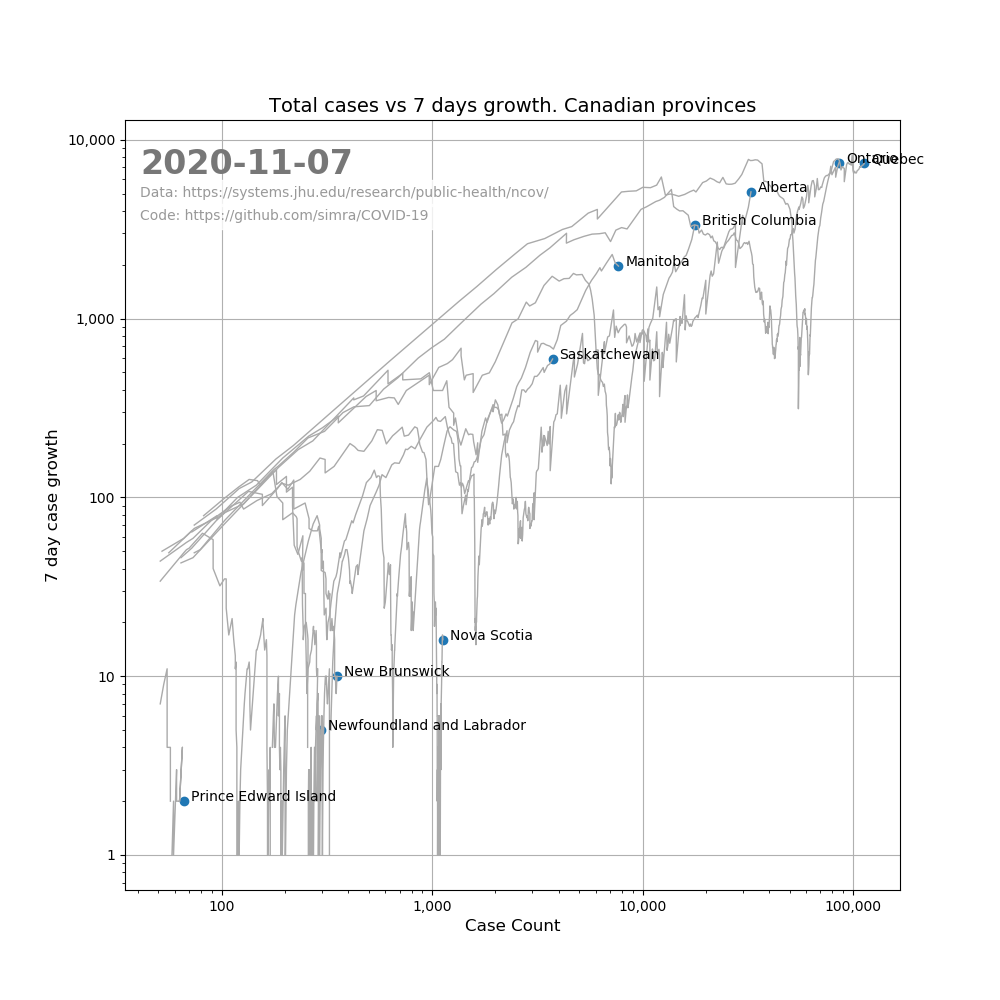 Total cases vs 7 days growth. Canadian provinces
10,000
2020-11-07
Data: https://systems.jhu.edu/research/public-health/ncov/
Code: https://github.com/simra/COVID-19
Ontario
Quebec
Alberta
British Columbia
Manitoba
1,000
Saskatchewan
7 day case growth
100
Nova Scotia
10
New Brunswick
Newfoundland and Labrador
Prince Edward Island
1
100
1,000
10,000
100,000
Case Count